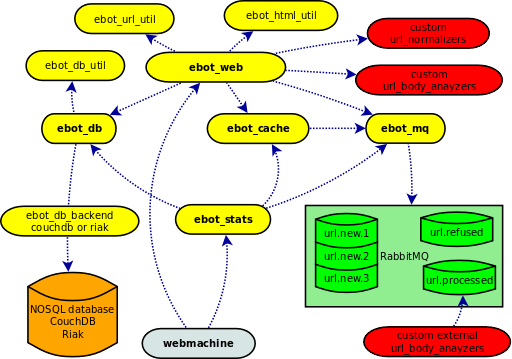 ebot_url_util
ebot_html_util
custom
url_normalizers
ebot_db_util
ebot_web
custom
url_body_anayzers
ebot_db
ebot_cache
ebot_mq
ebot_db_backend
couchdb or riak
ebot_stats
url.new.1
url.new.2
url.new.3
RabbitMQ
url.refused
url.processed
NOSQL database
CouchDB
Riak
webmachine
custom external
url_body_anyzers